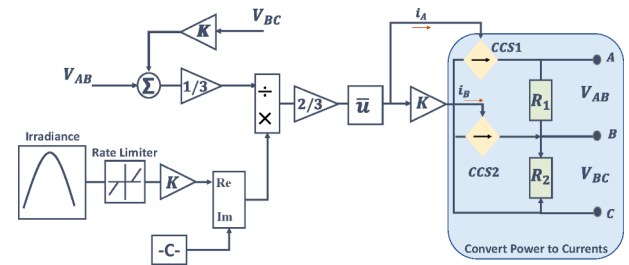 V_BC
i_A
K
CCS1
A
V_AB
Σ
1/3
÷
×
2/3
u̅
K
i_B
R_1
V_AB
B
Irradiance
Rate Limiter
K
Re
Im
CCS2
R_2
V_BC
C
-C-
Convert Power to Currents